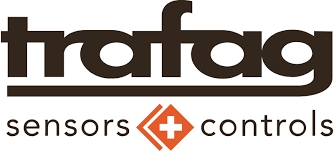 trafag
sensors + controls